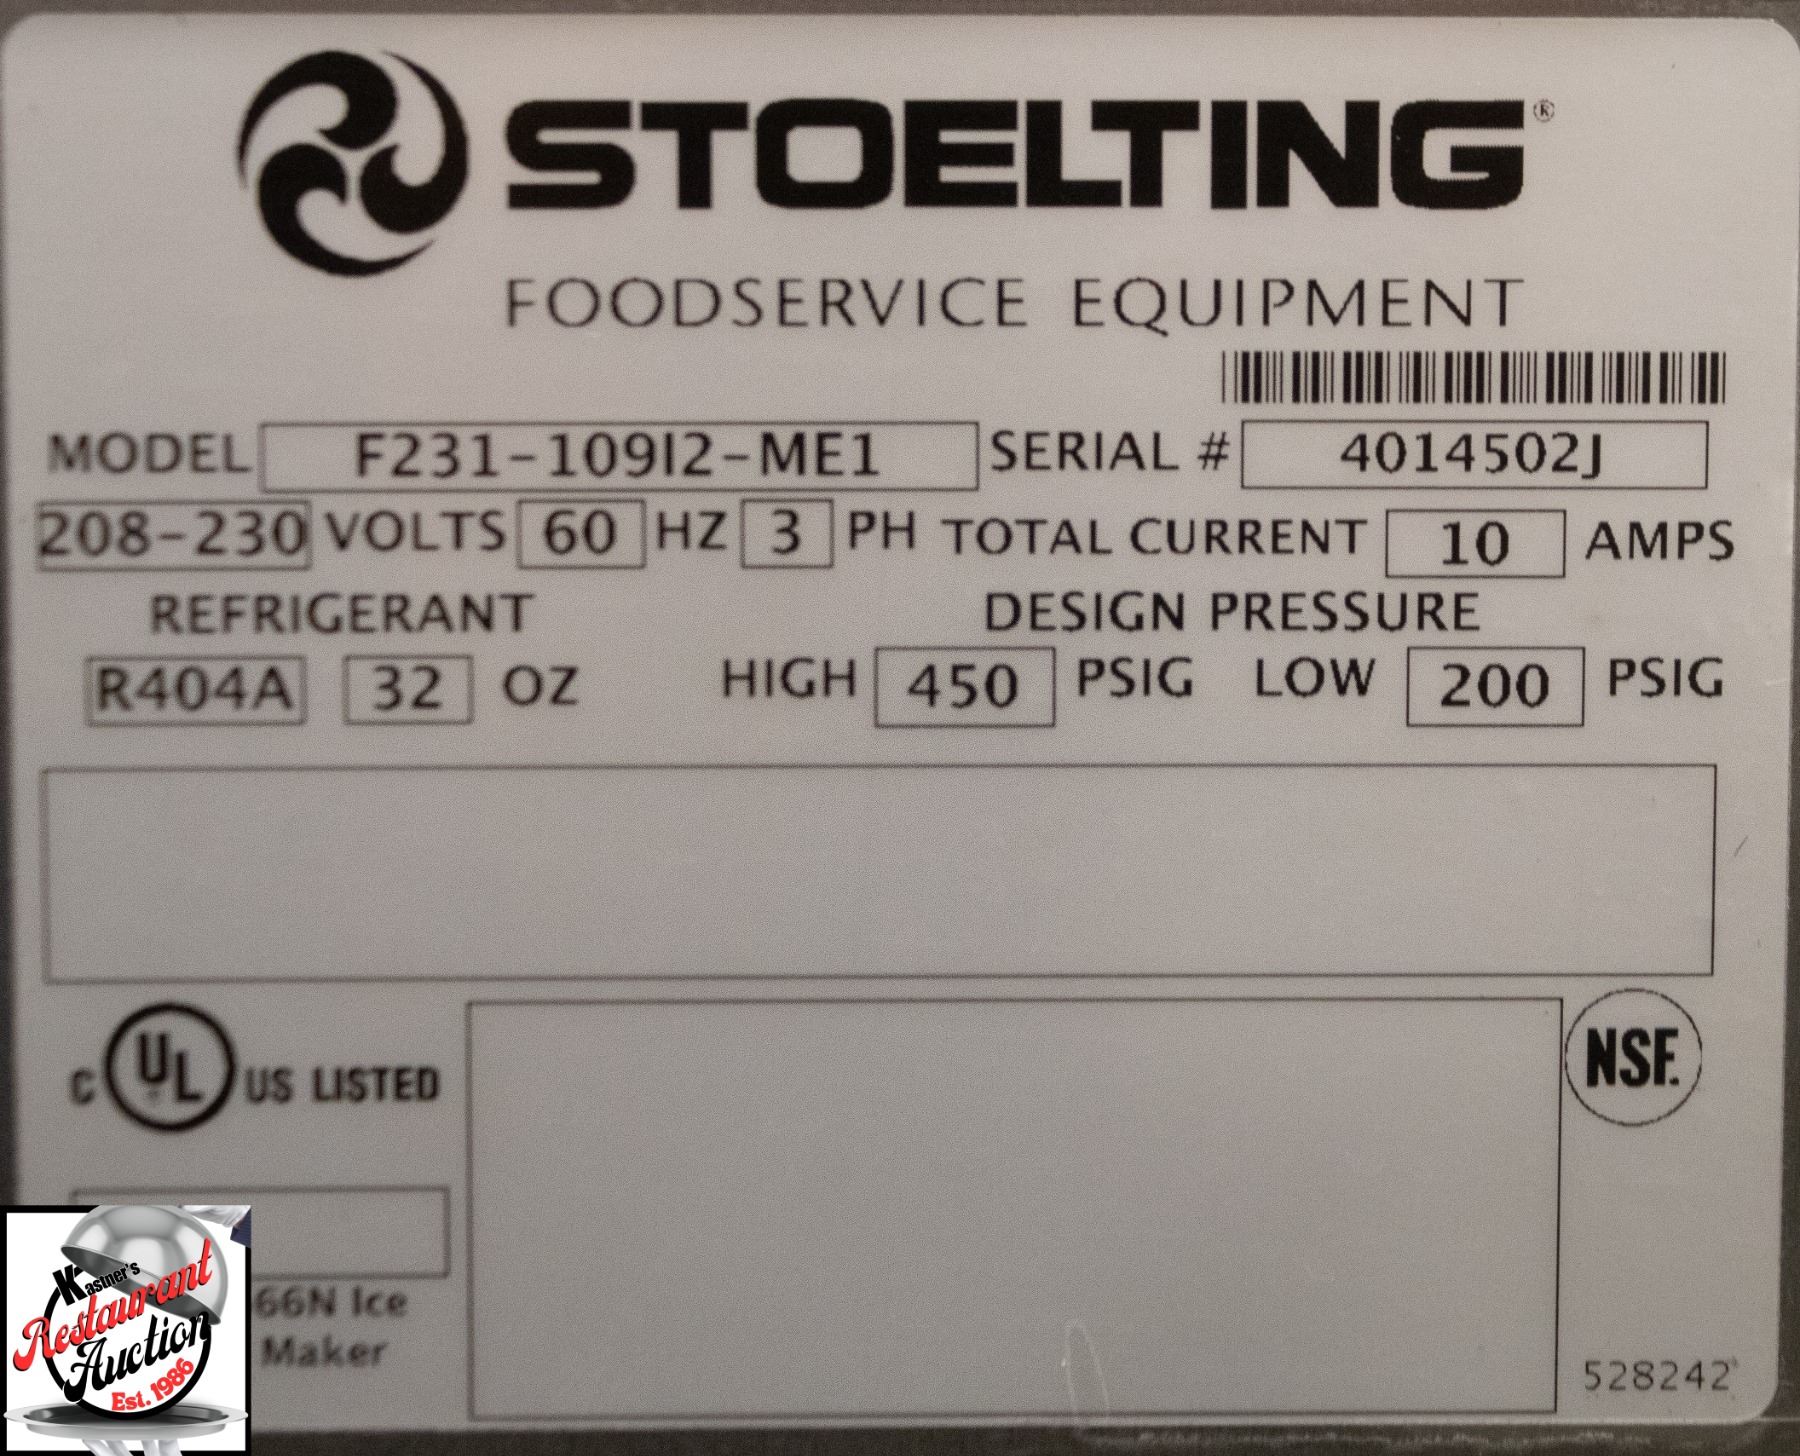 STOELTING®
FOODSERVICE EQUIPMENT
MODEL F231-109I2-ME1 SERIAL # 4014502J
208-230 VOLTS 60 HZ 3 PH TOTAL CURRENT 10 AMPS
REFRIGERANT DESIGN PRESSURE
R404A 32 OZ HIGH 450 PSIG LOW 200 PSIG
C UL US LISTED
NSF.
66N Ice
Maker
528242
Kastner's
Restaurant
Auction
Est. 1986